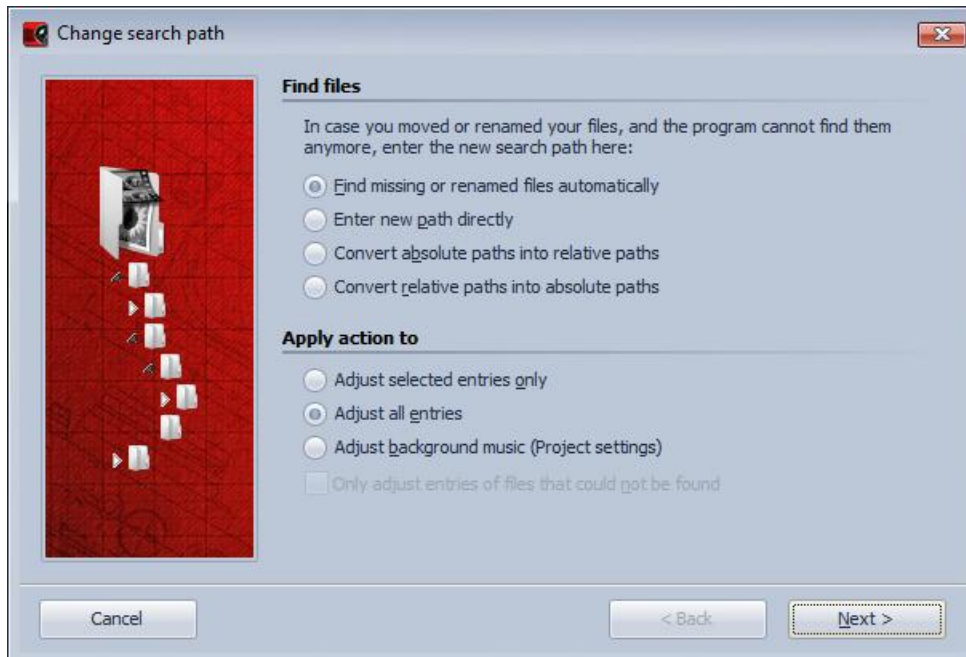 Change search path
Find files
In case you moved or renamed your files, and the program cannot find them
anymore, enter the new search path here:
Find missing or renamed files automatically
Enter new path directly
Convert absolute paths into relative paths
Convert relative paths into absolute paths
Apply action to
Adjust selected entries only
Adjust all entries
Adjust background music (Project settings)
Only adjust entries of files that could not be found
Cancel
< Back
Next >